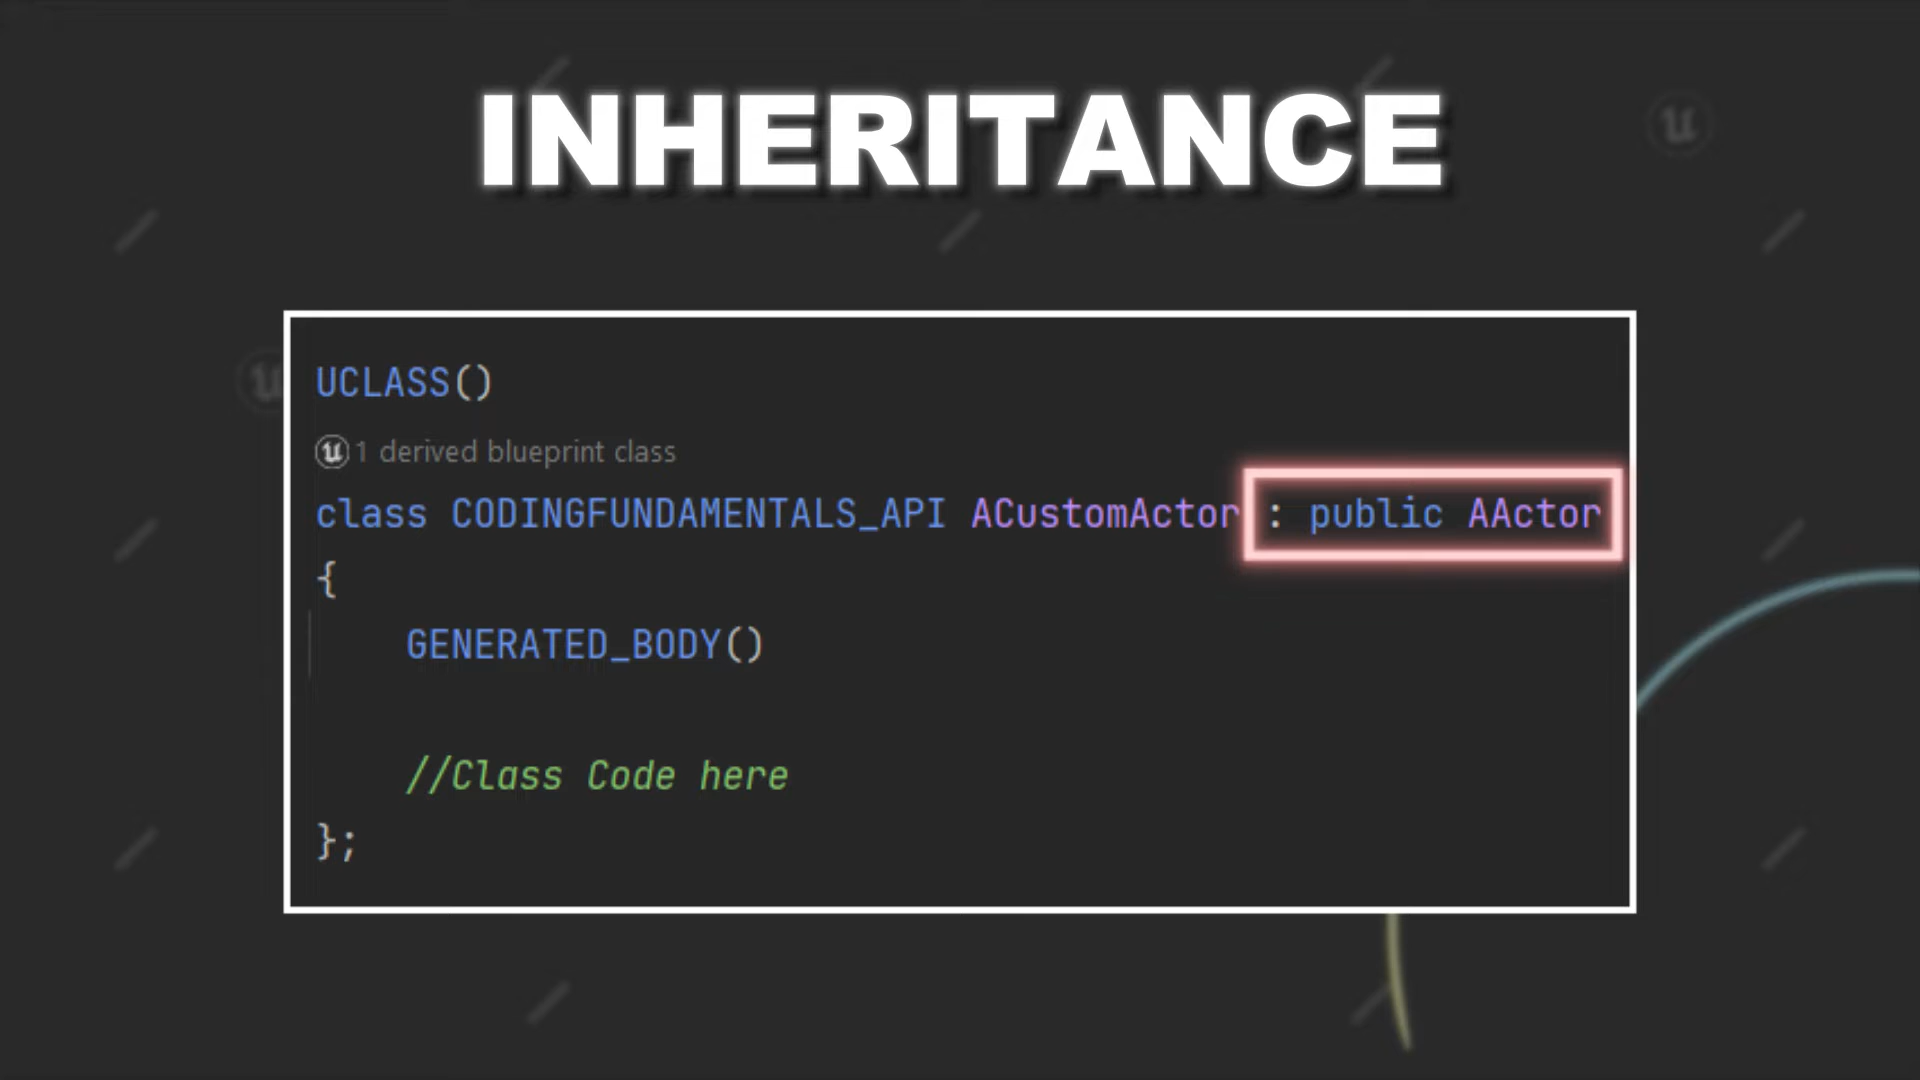 INHERITANCE
UCLASS()
1 derived blueprint class
class CODINGFUNDAMENTALS_API ACustomActor : public AActor
{
GENERATED_BODY()
//Class Code here
};